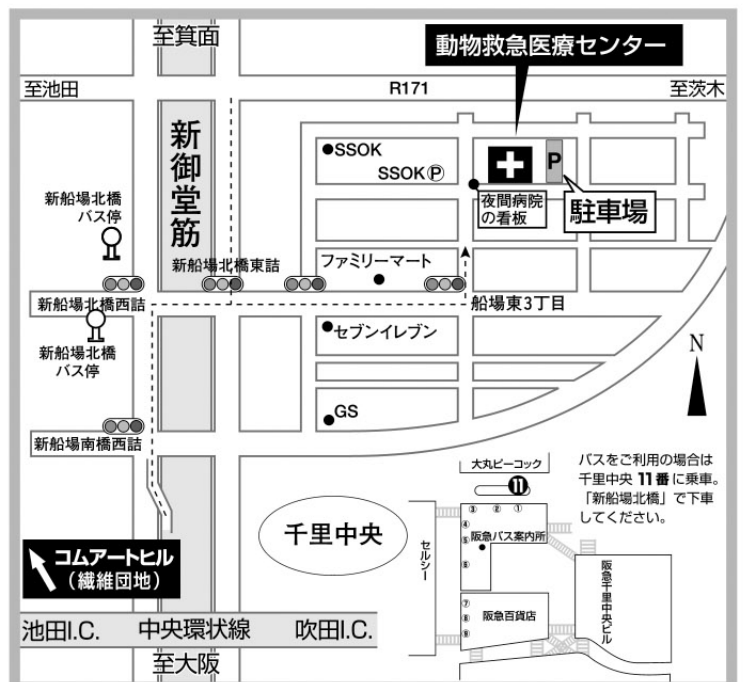 至箕面
動物救急医療センター
至池田
R171
至茨木
新御堂筋
SSOK
SSOK Ⓟ
P
夜間病院
の看板
駐車場
新船場北橋
バス停
新船場北橋東詰
ファミリーマート
新船場北橋西詰
船場東3丁目
新船場北橋
バス停
セブンイレブン
N
GS
新船場南橋西詰
大丸ピーコック
⓫
バスをご利用の場合は
千里中央 11番に乗車。
「新船場北橋」で下車
してください。
③ ② ①
④
⑤
⑥
阪急バス案内所
千里中央
セルシー
コムアートヒル
(繊維団地)
阪急千里中央ビル
⑦
⑧
⑨
阪急百貨店
池田I.C. 中央環状線 吹田I.C.
至大阪